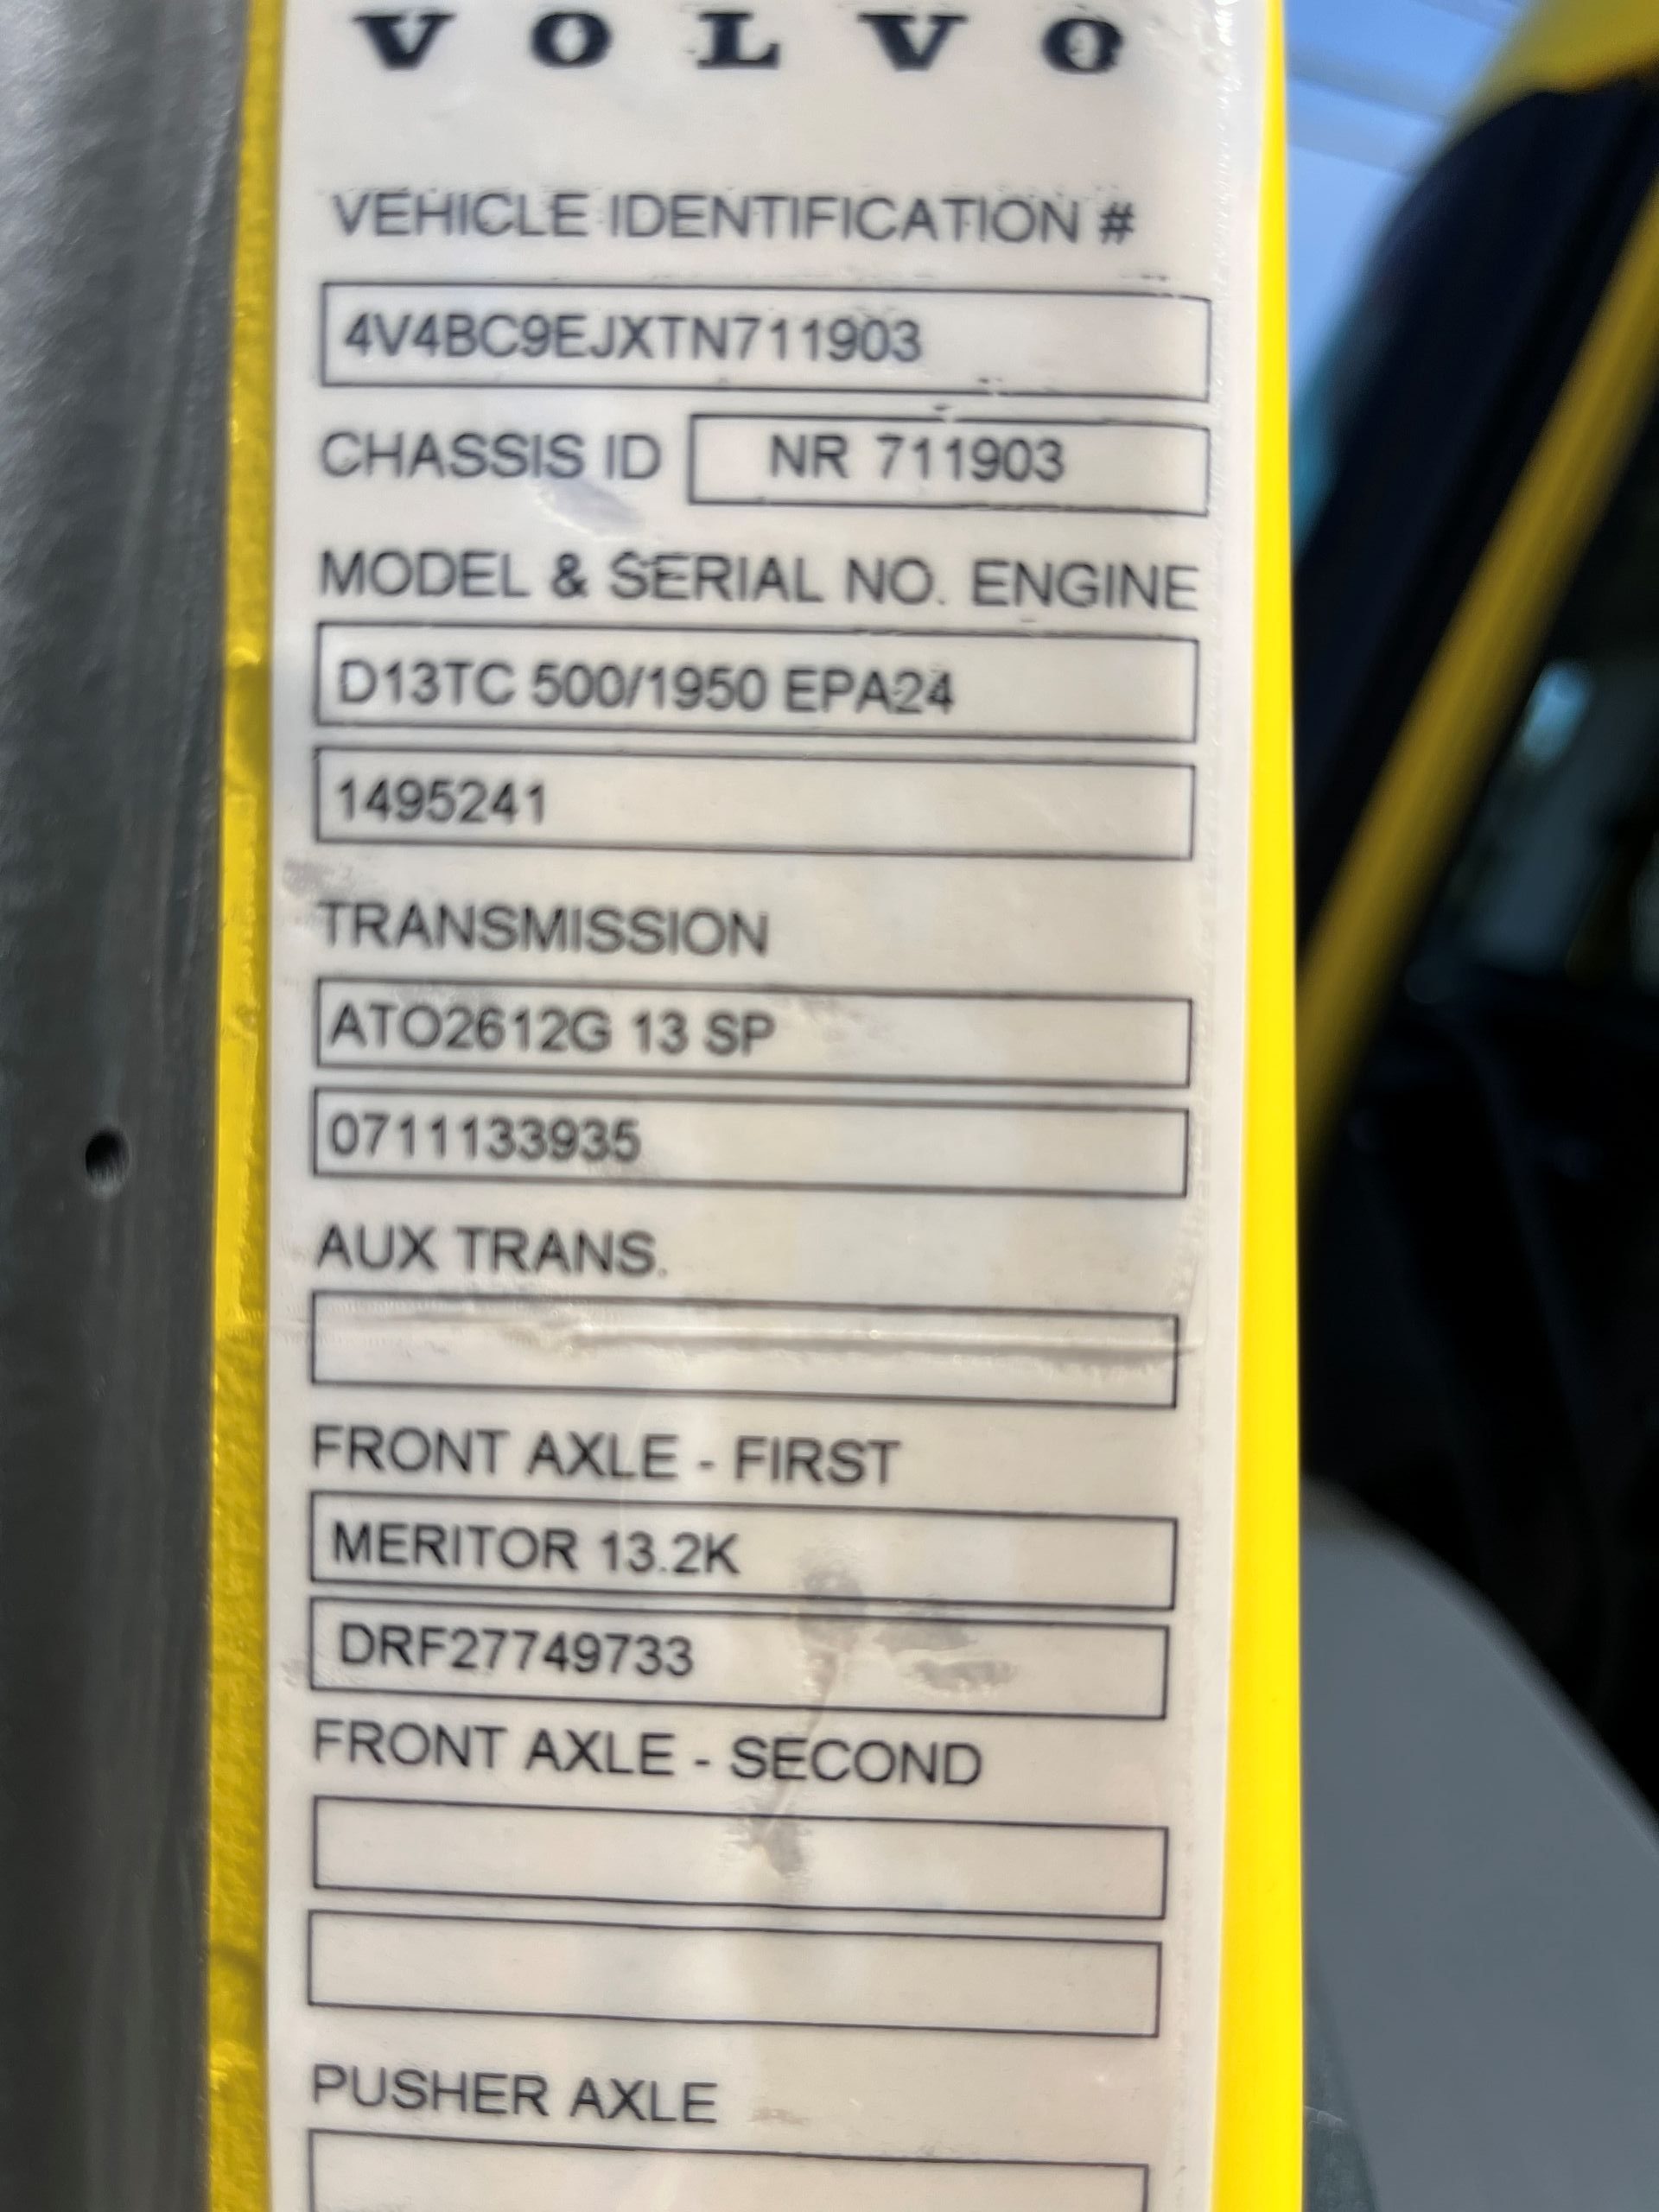 VOLVO
VEHICLE IDENTIFICATION #
4V4BC9EJXTN711903
CHASSIS ID NR 711903
MODEL & SERIAL NO. ENGINE
D13TC 500/1950 EPA24
1495241
TRANSMISSION
ATO2612G 13 SP
0711133935
AUX TRANS.
FRONT AXLE - FIRST
MERITOR 13.2K
DRF27749733
FRONT AXLE - SECOND
PUSHER AXLE